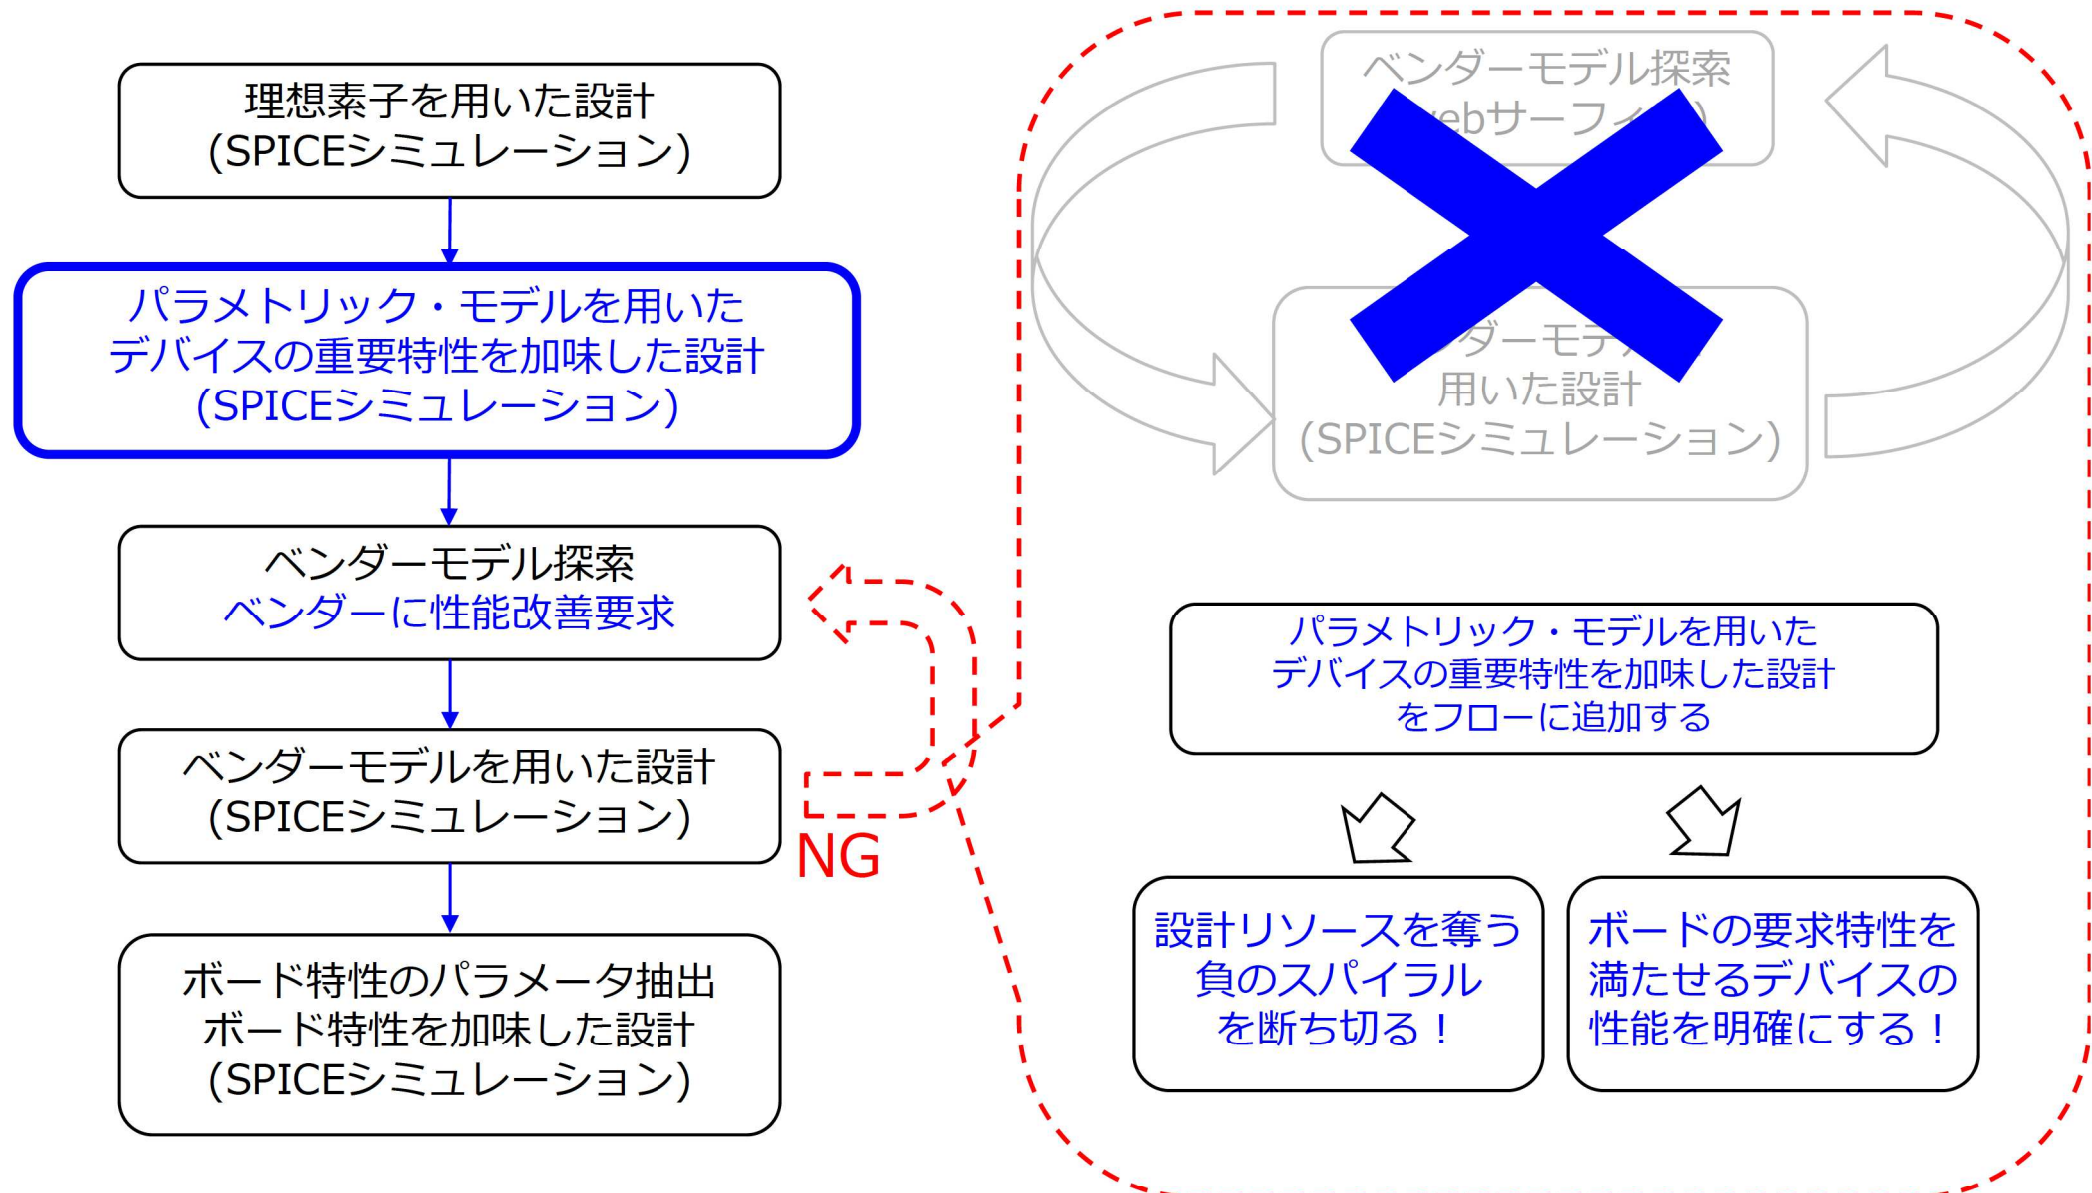 理想素子を用いた設計
(SPICEシミュレーション)
パラメトリック・モデルを用いた
デバイスの重要特性を加味した設計
(SPICEシミュレーション)
ベンダーモデル探索
ベンダーに性能改善要求
ベンダーモデルを用いた設計
(SPICEシミュレーション)
NG
ボード特性のパラメータ抽出
ボード特性を加味した設計
(SPICEシミュレーション)
ベンダーモデル探索
用いた設計
(SPICEシミュレーション)
パラメトリック・モデルを用いた
デバイスの重要特性を加味した設計
をフローに追加する
設計リソースを奪う
負のスパイラル
を断ち切る！
ボードの要求特性を
満たせるデバイスの
性能を明確にする！